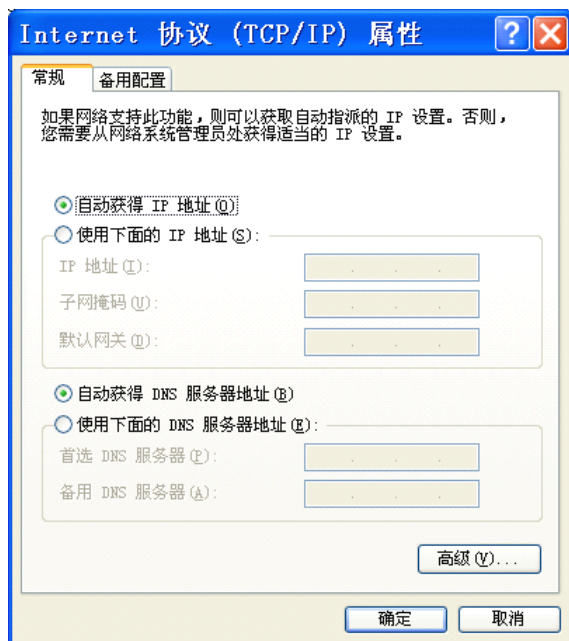 Internet 协议 (TCP/IP) 属性
常规 备用配置
如果网络支持此功能，则可以获取自动指派的 IP 设置。否则，
您需要从网络系统管理员处获得适当的 IP 设置。
自动获得 IP 地址(O)
使用下面的 IP 地址(S):
IP 地址(I):
子网掩码(U):
默认网关(D):
自动获得 DNS 服务器地址(B)
使用下面的 DNS 服务器地址(E):
首选 DNS 服务器(P):
备用 DNS 服务器(A):
高级(V)...
确定 取消